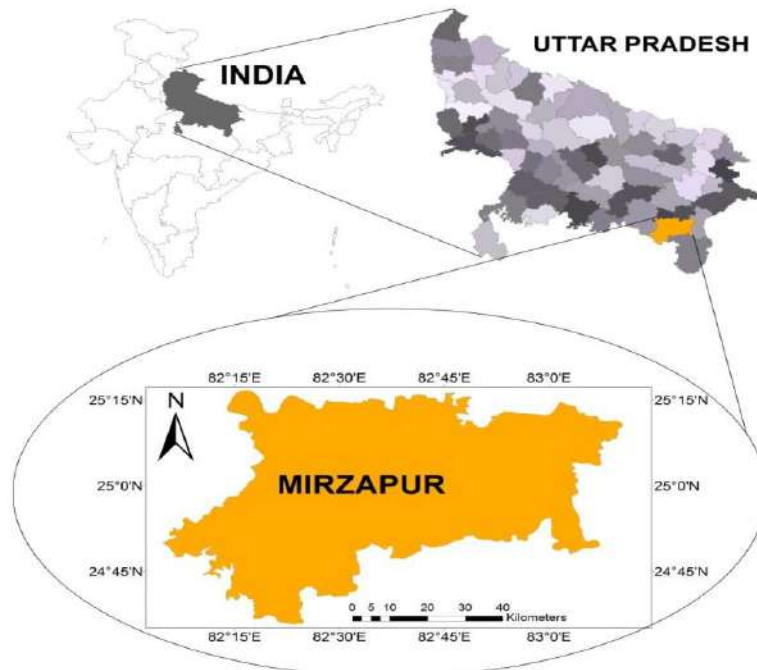 INDIA
UTTAR PRADESH
82°15'E 82°30'E 82°45'E 83°0'E
25°15'N 25°15'N
N
MIRZAPUR
25°0'N 25°0'N
24°45'N 24°45'N
0 5 10 20 30 40
Kilometers
82°15'E 82°30'E 82°45'E 83°0'E